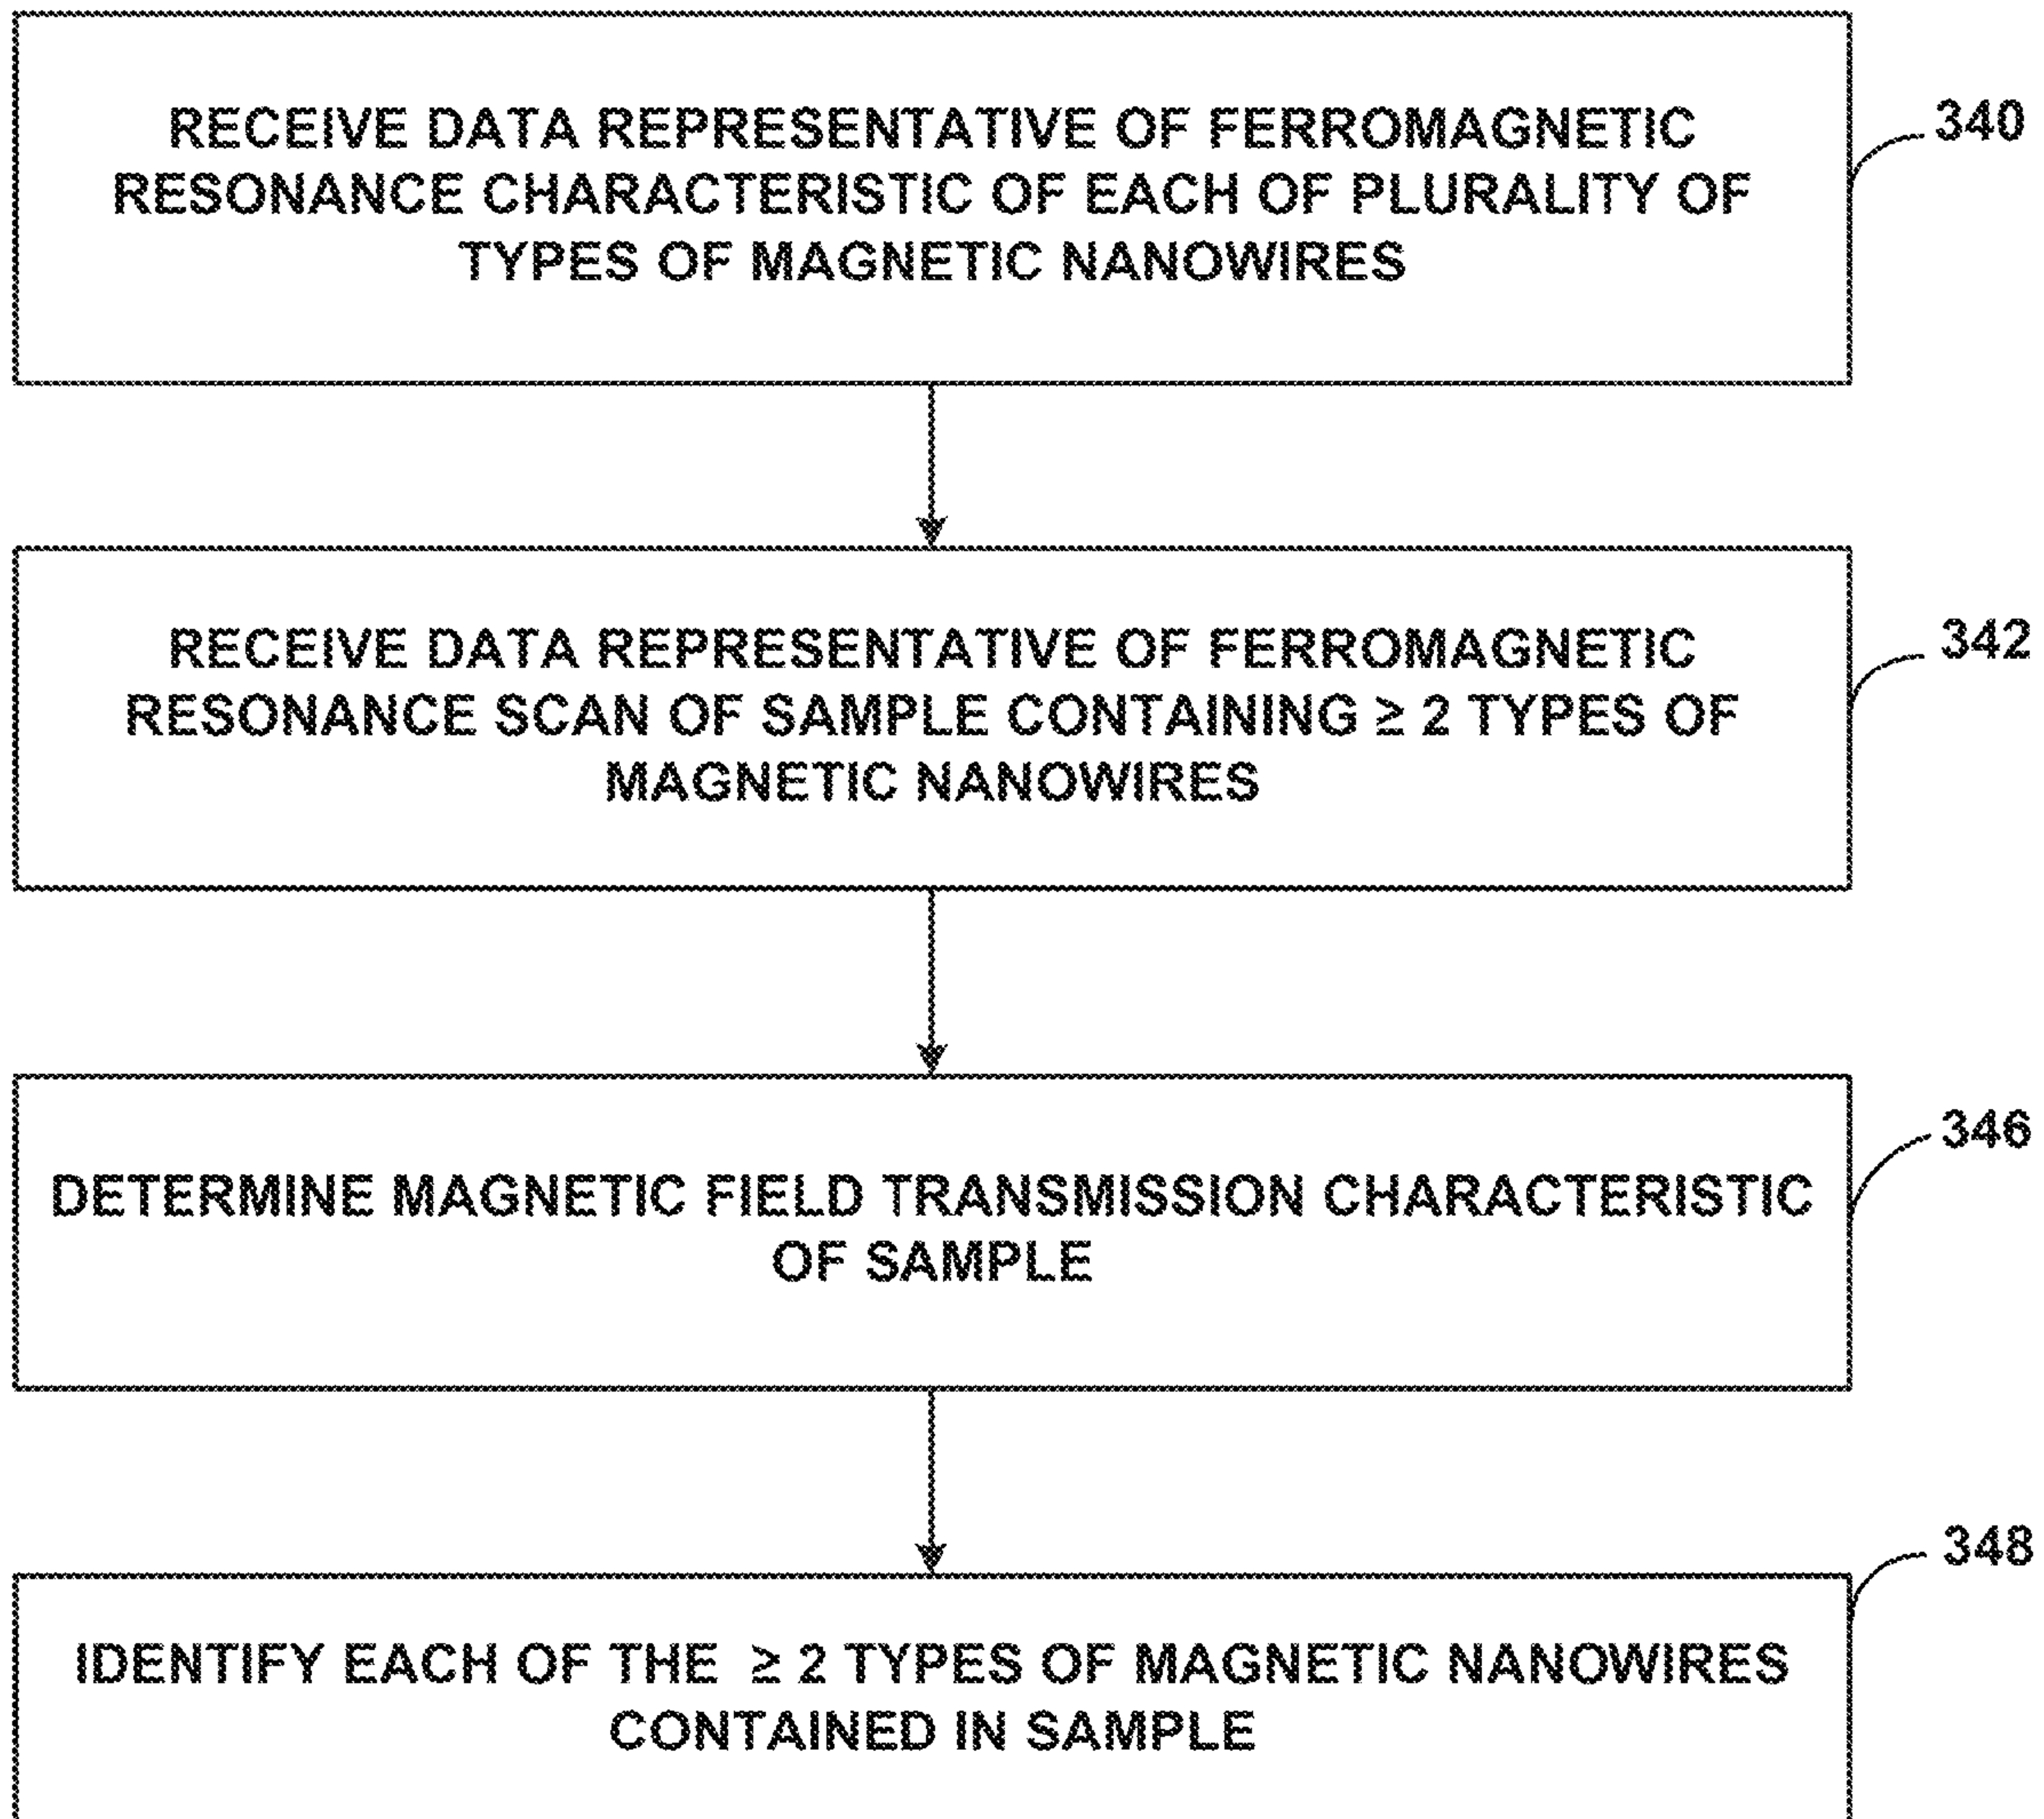 RECEIVE DATA REPRESENTATIVE OF FERROMAGNETIC
RESONANCE CHARACTERISTIC OF EACH OF PLURALITY OF
TYPES OF MAGNETIC NANOWIRES
340
RECEIVE DATA REPRESENTATIVE OF FERROMAGNETIC
RESONANCE SCAN OF SAMPLE CONTAINING ≥ 2 TYPES OF
MAGNETIC NANOWIRES
342
DETERMINE MAGNETIC FIELD TRANSMISSION CHARACTERISTIC
OF SAMPLE
346
IDENTIFY EACH OF THE ≥ 2 TYPES OF MAGNETIC NANOWIRES
CONTAINED IN SAMPLE
348